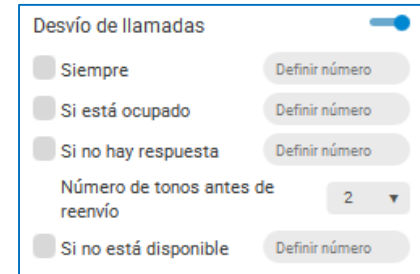 Desvío de llamadas
Siempre Definir número
Si está ocupado Definir número
Si no hay respuesta Definir número
Número de tonos antes de
reenvío 2
Si no está disponible Definir número